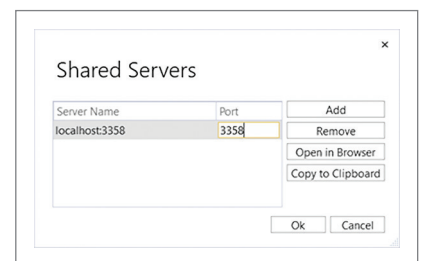 Shared Servers
Server Name Port Add
localhost:3358 3358 Remove
Open in Browser
Copy to Clipboard
Ok Cancel